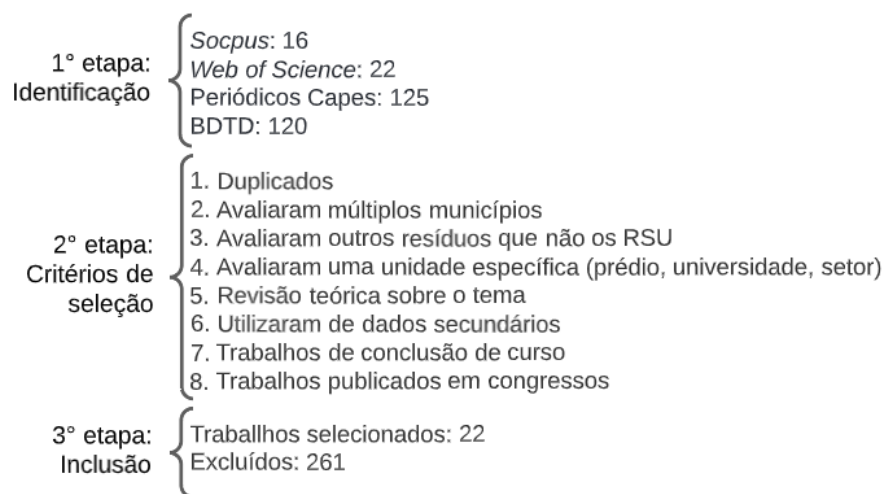 1° etapa:
Identificação
Socpus: 16
Web of Science: 22
Periódicos Capes: 125
BDTD: 120
2° etapa:
Critérios de
seleção
1. Duplicados
2. Avaliaram múltiplos municípios
3. Avaliaram outros resíduos que não os RSU
4. Avaliaram uma unidade específica (prédio, universidade, setor)
5. Revisão teórica sobre o tema
6. Utilizaram de dados secundários
7. Trabalhos de conclusão de curso
8. Trabalhos publicados em congressos
3° etapa:
Inclusão
Traballhos selecionados: 22
Excluídos: 261